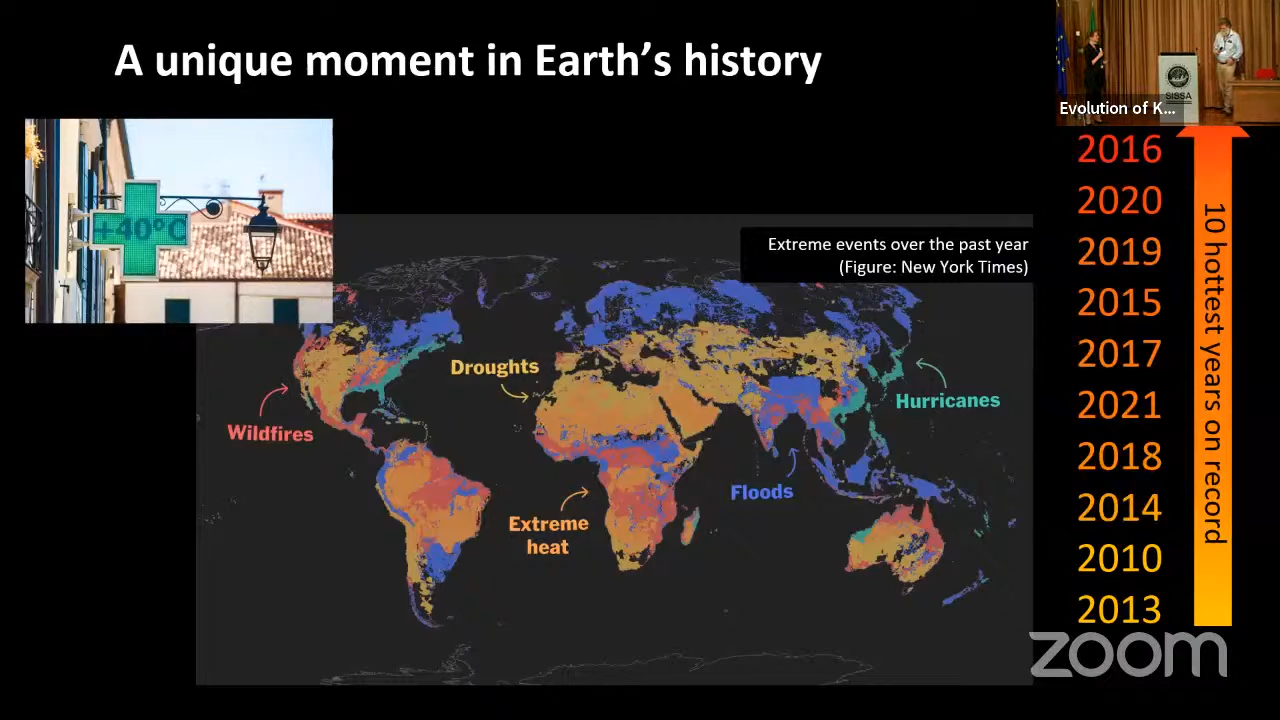 A unique moment in Earth's history
SISSA
Evolution of K...
+40°C
Extreme events over the past year
(Figure: New York Times)
Droughts
Wildfires
Hurricanes
Floods
Extreme
heat
2016
2020
2019
2015
2017
2021
2018
2014
2010
2013
10 hottest years on record
zoom